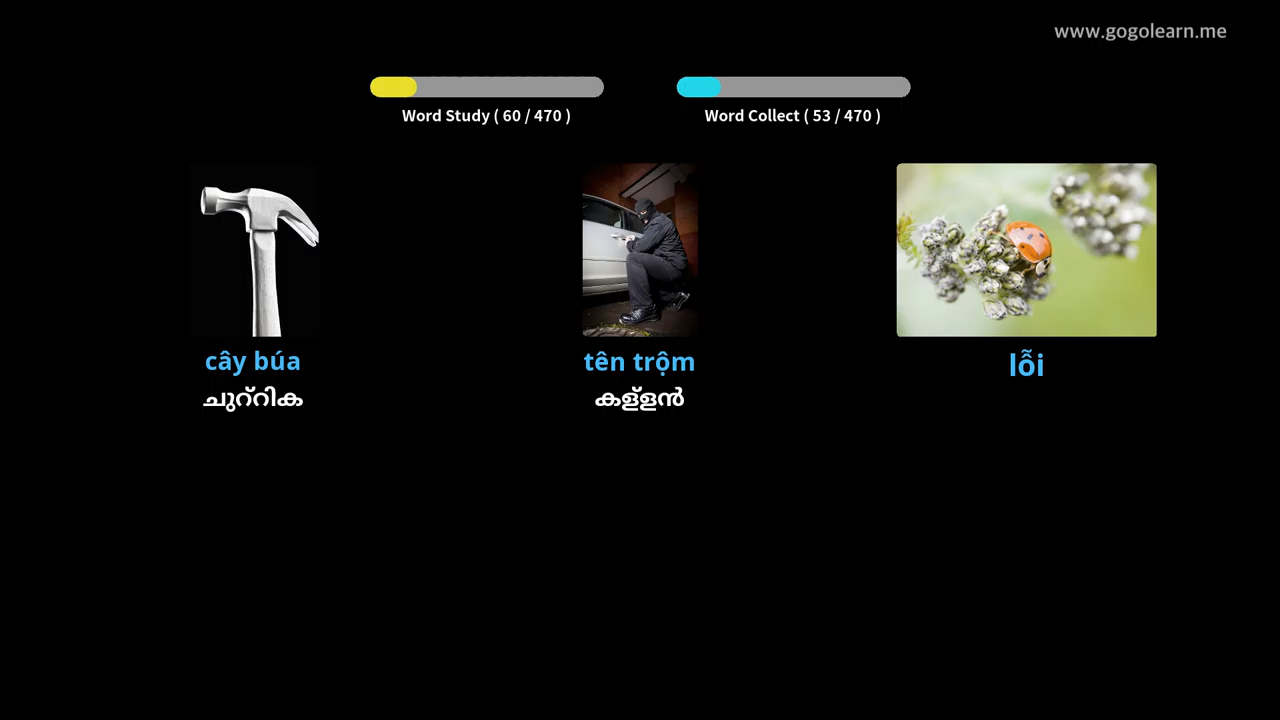 www.gogolearn.me
Word Study ( 60 / 470 )
Word Collect ( 53 / 470 )
cây búa
ചുറ്റിക
tên trộm
കള്ളൻ
lỗi